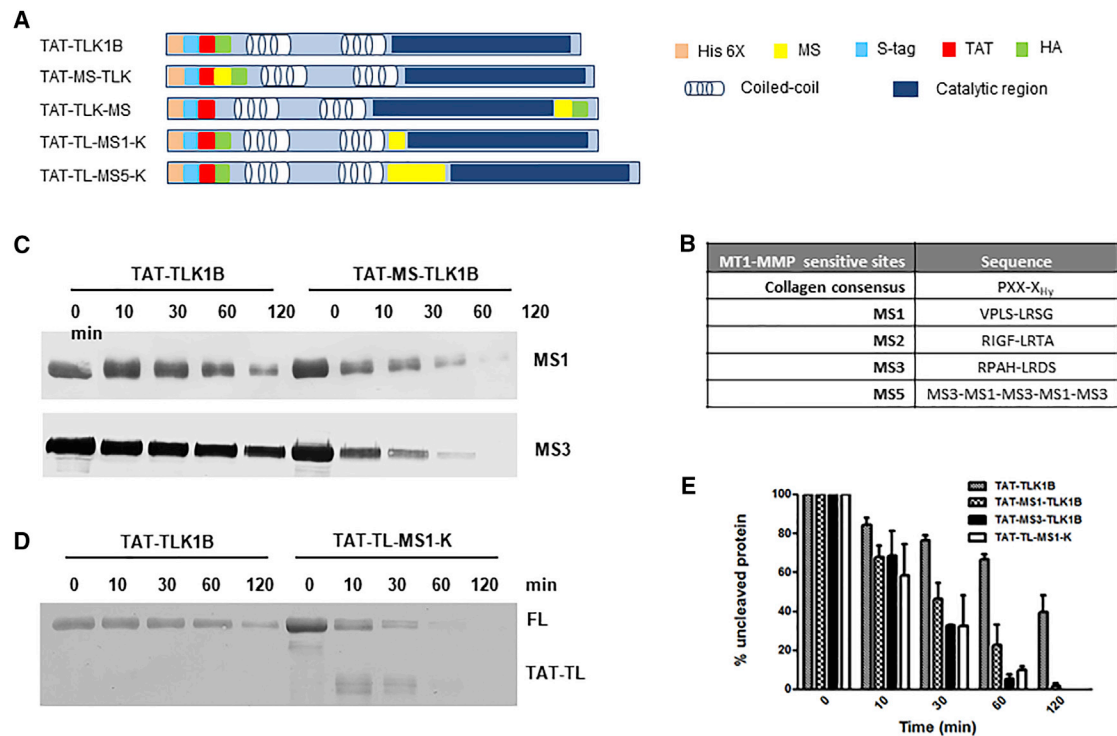 A
TAT-TLK1B
TAT-MS-TLK
TAT-TLK-MS
TAT-TL-MS1-K
TAT-TL-MS5-K
His 6X MS S-tag TAT HA
Coiled-coil Catalytic region
B
MT1-MMP sensitive sites Sequence
Collagen consensus PXX-XHy
MS1 VPLS-LRSG
MS2 RIGF-LRTA
MS3 RPAH-LRDS
MS5 MS3-MS1-MS3-MS1-MS3
C
TAT-TLK1B TAT-MS-TLK1B
0 10 30 60 120 0 10 30 60 120
min
MS1
MS3
D
TAT-TLK1B TAT-TL-MS1-K
0 10 30 60 120 0 10 30 60 120 min
FL
TAT-TL
E
TAT-TLK1B
TAT-MS1-TLK1B
TAT-MS3-TLK1B
TAT-TL-MS1-K
% uncleaved protein
100
80
60
40
20
0
0 10 30 60 120
Time (min)